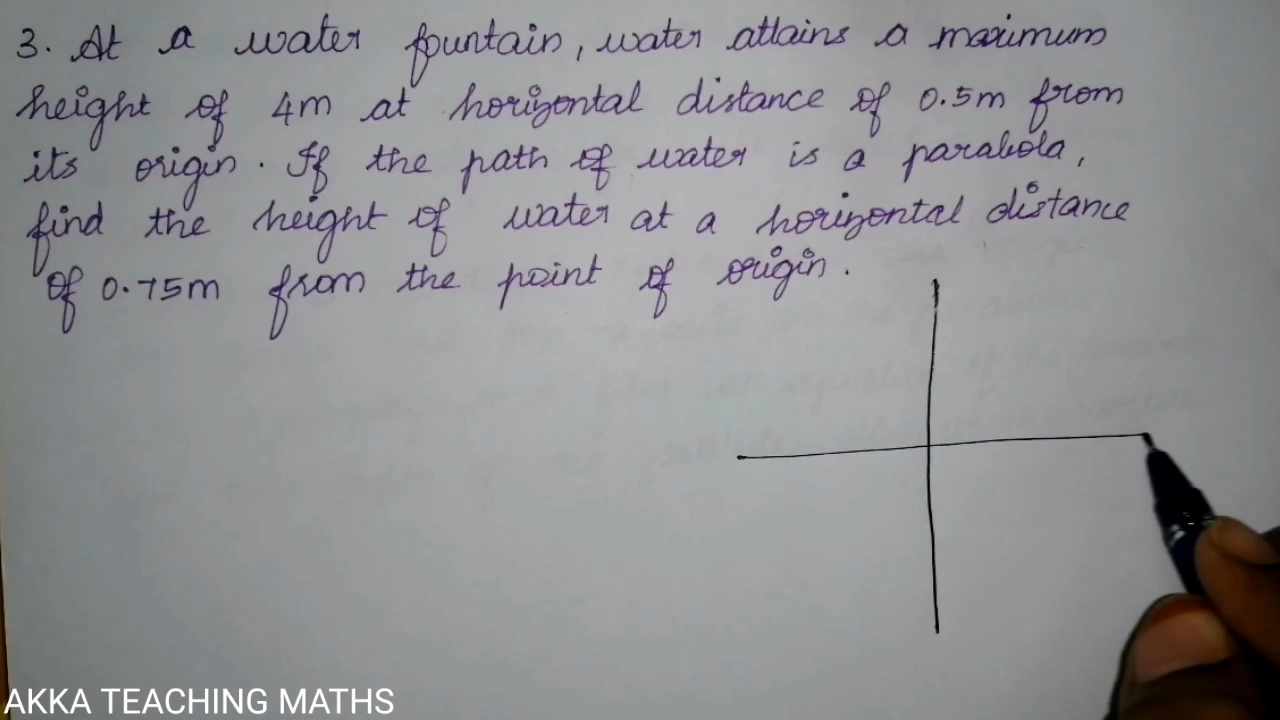 3. At a water fountain, water attains a maximum
height of 4m at horizontal distance of 0.5m from
its origin. If the path of water is a parabola,
find the height of water at a horizontal distance
of 0.75m from the point of origin.
AKKA TEACHING MATHS